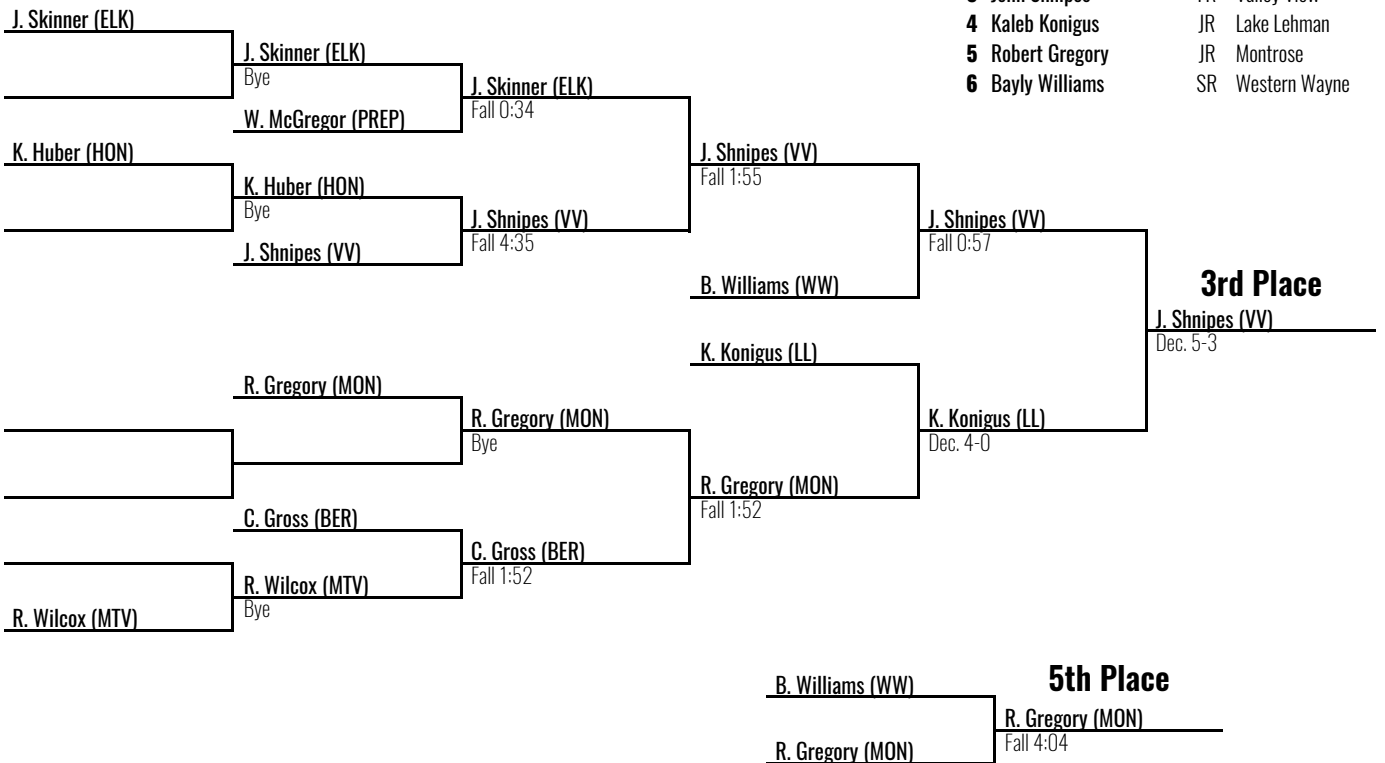 J. Skinner (ELK)
J. Skinner (ELK)
Bye
W. McGregor (PREP)
J. Skinner (ELK)
Fall 0:34
K. Huber (HON)
K. Huber (HON)
Bye
J. Shnipes (VV)
J. Shnipes (VV)
Fall 4:35
J. Shnipes (VV)
Fall 1:55
B. Williams (WW)
J. Shnipes (VV)
Fall 0:57
4 Kaleb Konigus JR Lake Lehman
5 Robert Gregory JR Montrose
6 Bayly Williams SR Western Wayne
3rd Place
J. Shnipes (VV)
Dec. 5-3
K. Konigus (LL)
K. Konigus (LL)
Dec. 4-0
R. Gregory (MON)
R. Gregory (MON)
Bye
R. Gregory (MON)
Fall 1:52
C. Gross (BER)
C. Gross (BER)
Fall 1:52
R. Wilcox (MTV)
Bye
R. Wilcox (MTV)
5th Place
B. Williams (WW)
R. Gregory (MON)
R. Gregory (MON)
Fall 4:04